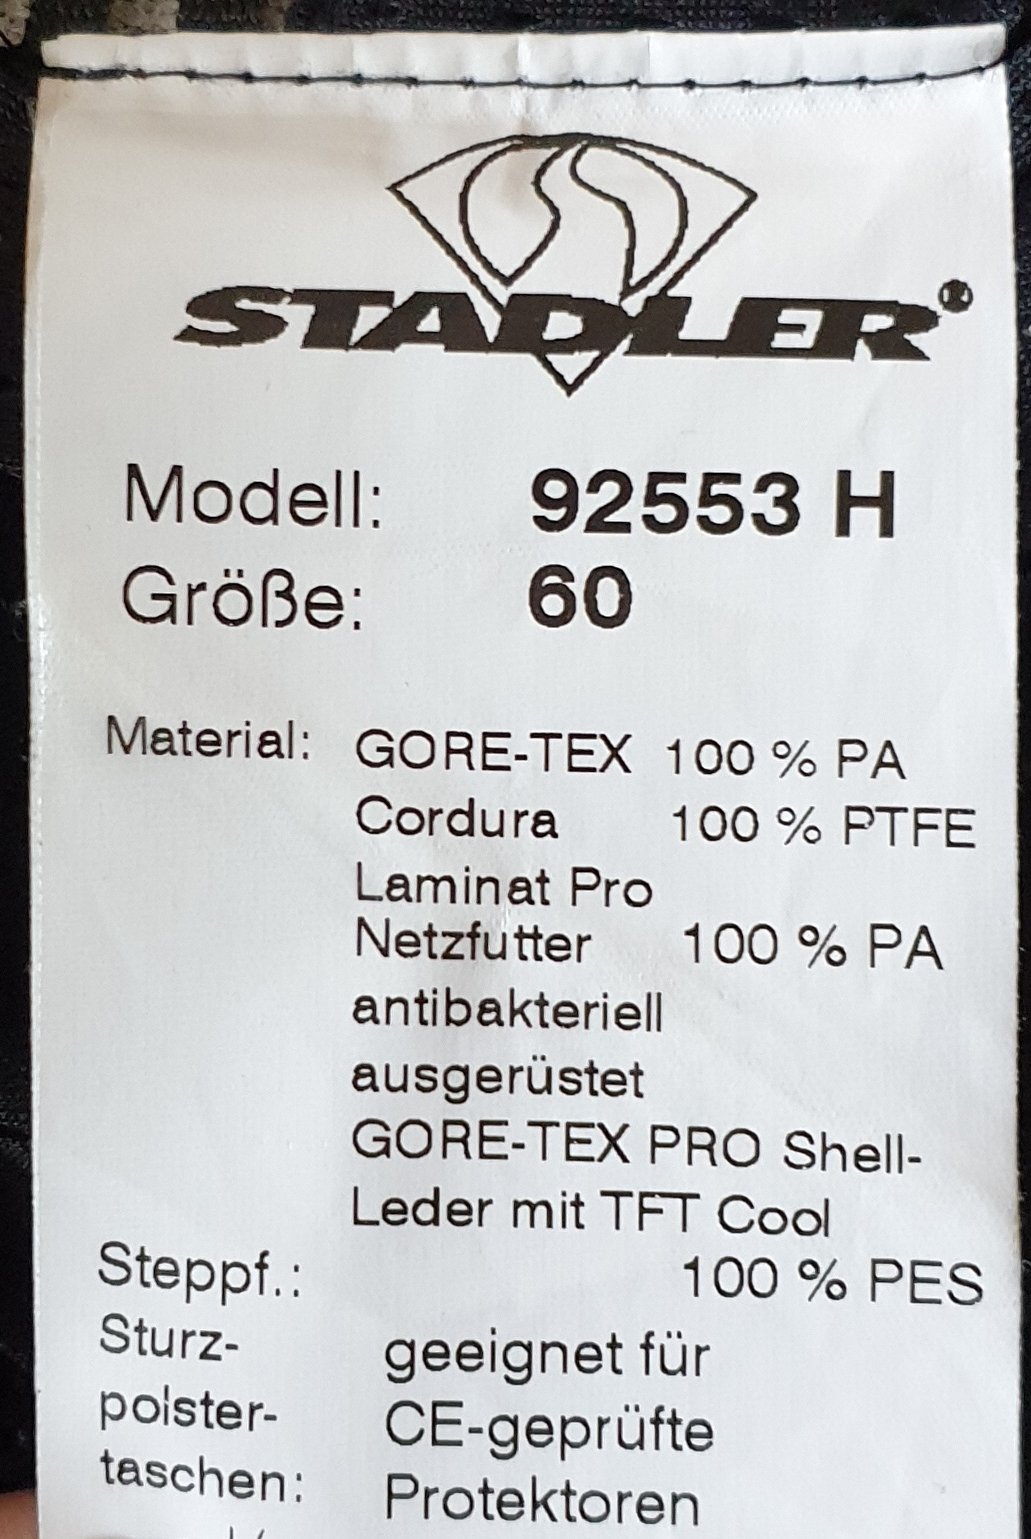 STADLER®
Modell: 92553 H
Größe: 60
Material: GORE-TEX 100 % PA
Cordura 100 % PTFE
Laminat Pro
Netzfutter 100 % PA
antibakteriell
ausgerüstet
GORE-TEX PRO Shell-
Leder mit TFT Cool
Steppf.: 100 % PES
Sturz- geeignet für
polster- CE-geprüfte
taschen: Protektoren